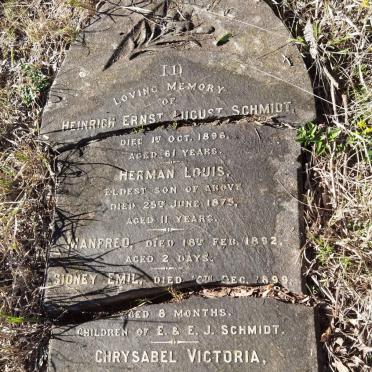 IN
LOVING MEMORY
OF
HEINRICH ERNST AUGUST SCHMIDT,
DIED 1ST OCT. 1896,
AGED 61 YEARS.
HERMAN LOUIS,
ELDEST SON OF ABOVE
DIED 25TH JUNE 1875,
AGED 11 YEARS.
MANFRED, DIED 18TH FEB. 1892,
AGED 2 DAYS.
SIDNEY EMIL, DIED DEC. 1899.
AGED 8 MONTHS.
CHILDREN OF E. & E. J. SCHMIDT.
CHRYSABEL VICTORIA,